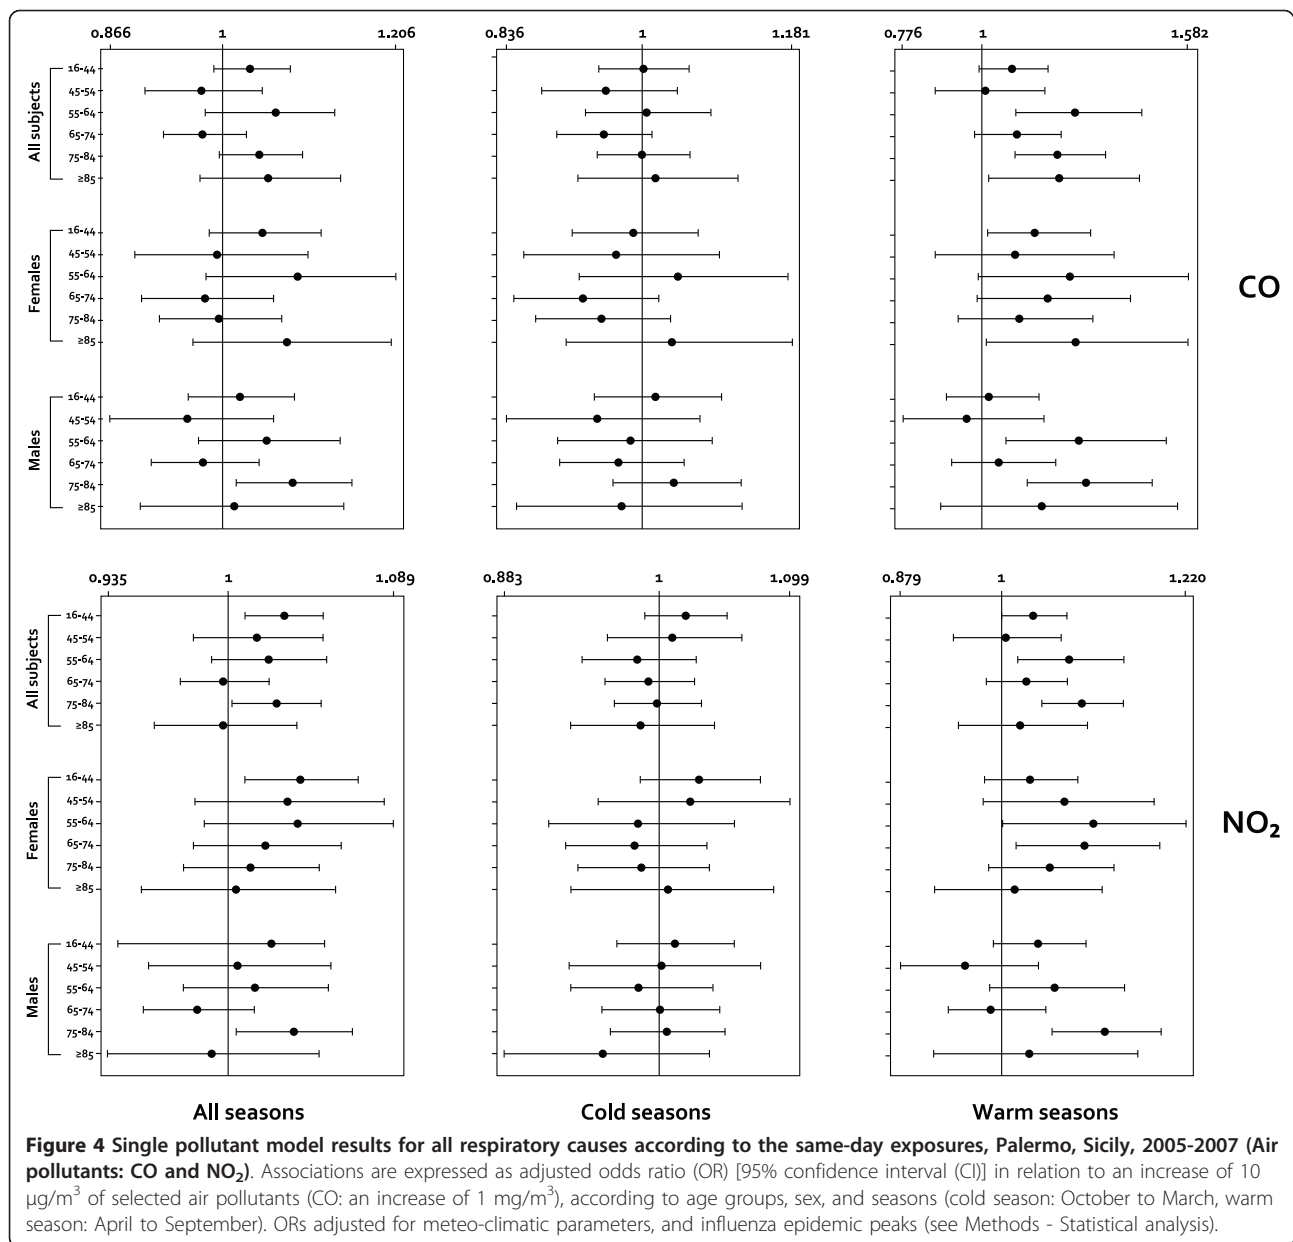 0.866 1 1.206 0.836 1 1.181 0.776 1 1.582
All subjects
16-44
45-54
55-64
65-74
75-84
≥85
Females
16-44
45-54
55-64
65-74
75-84
≥85
Males
16-44
45-54
55-64
65-74
75-84
≥85
CO
0.935 1 1.089 0.883 1 1.099 0.879 1 1.220
All subjects
16-44
45-54
55-64
65-74
75-84
≥85
Females
16-44
45-54
55-64
65-74
75-84
≥85
Males
16-44
45-54
55-64
65-74
75-84
≥85
NO₂
All seasons Cold seasons Warm seasons
Figure 4 Single pollutant model results for all respiratory causes according to the same-day exposures, Palermo, Sicily, 2005-2007 (Air
pollutants: CO and NO₂). Associations are expressed as adjusted odds ratio (OR) [95% confidence interval (CI)] in relation to an increase of 10
μg/m³ of selected air pollutants (CO: an increase of 1 mg/m³), according to age groups, sex, and seasons (cold season: October to March, warm
season: April to September). ORs adjusted for meteo-climatic parameters, and influenza epidemic peaks (see Methods - Statistical analysis).